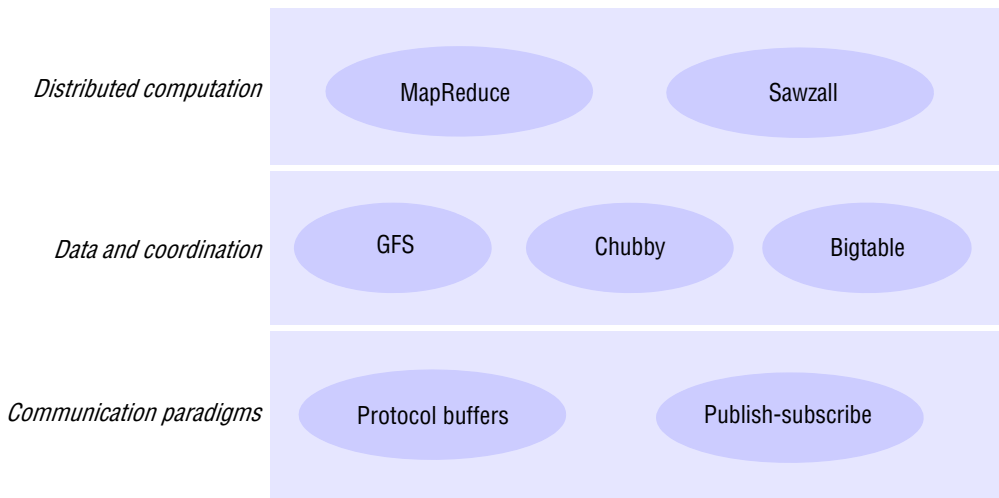 Distributed computation
MapReduce
Sawzall
Data and coordination
GFS
Chubby
Bigtable
Communication paradigms
Protocol buffers
Publish-subscribe